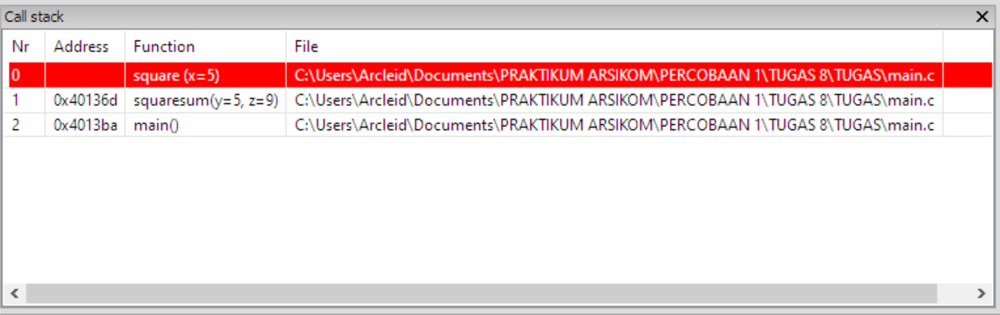 Call stack
Nr Address Function File
0 square (x=5) C:\Users\Arcleid\Documents\PRAKTIKUM ARSIKOM\PERCOBAAN 1\TUGAS 8\TUGAS\main.c
1 0x40136d squaresum(y=5, z=9) C:\Users\Arcleid\Documents\PRAKTIKUM ARSIKOM\PERCOBAAN 1\TUGAS 8\TUGAS\main.c
2 0x4013ba main() C:\Users\Arcleid\Documents\PRAKTIKUM ARSIKOM\PERCOBAAN 1\TUGAS 8\TUGAS\main.c